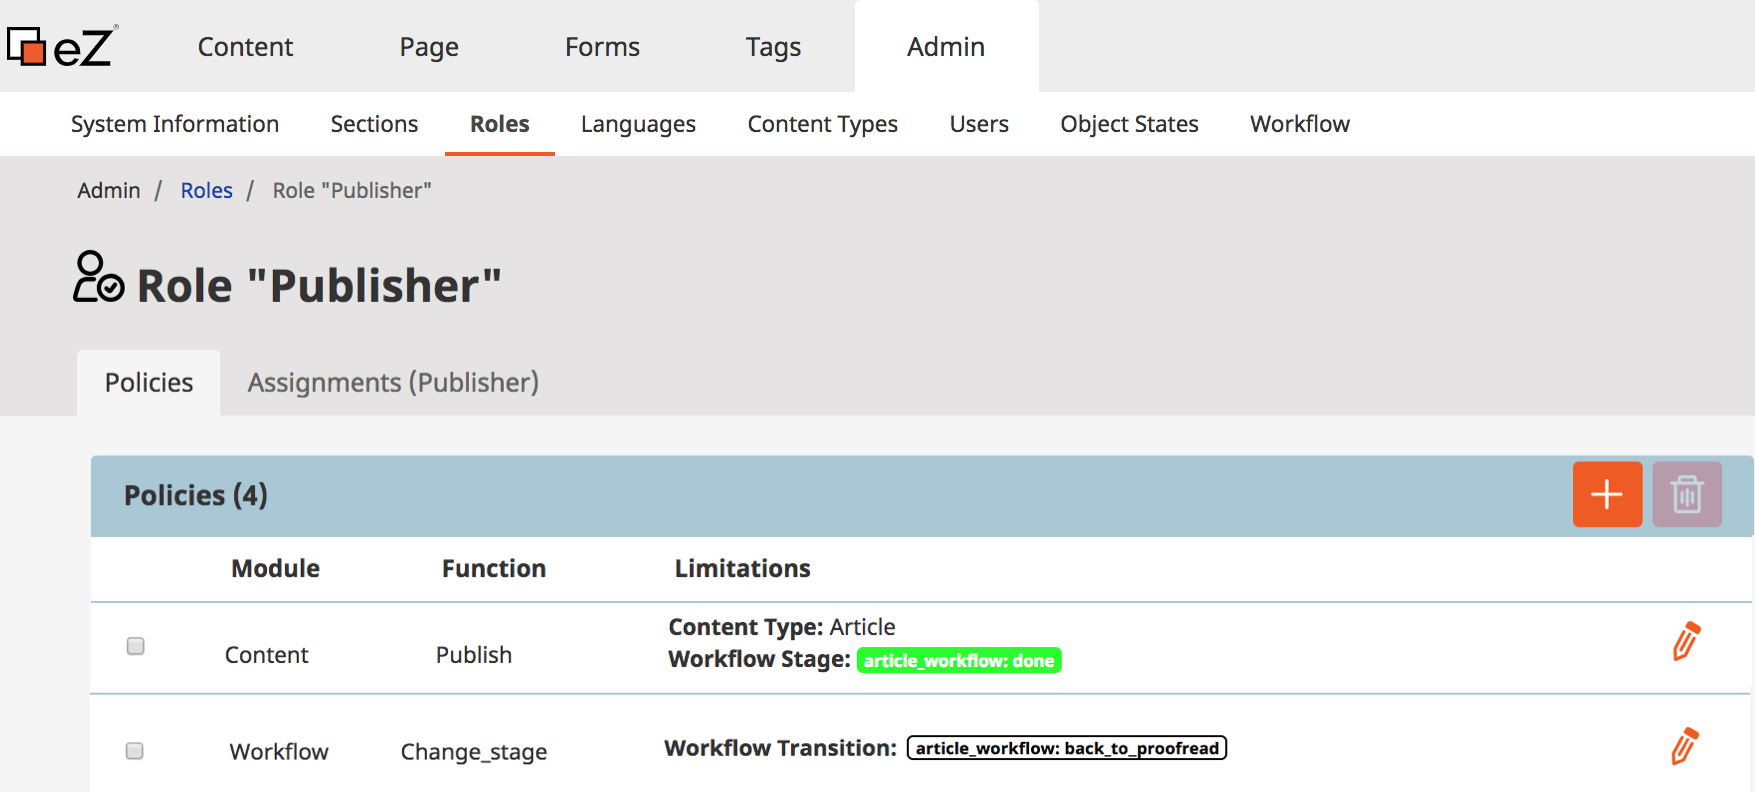 eZ® Content Page Forms Tags Admin
System Information Sections Roles Languages Content Types Users Object States Workflow
Admin / Roles / Role "Publisher"
Role "Publisher"
Policies Assignments (Publisher)
Policies (4)
Module Function Limitations
Content Publish Content Type: Article
Workflow Stage: article_workflow: done
Workflow Change_stage Workflow Transition: article_workflow: back_to_proofread